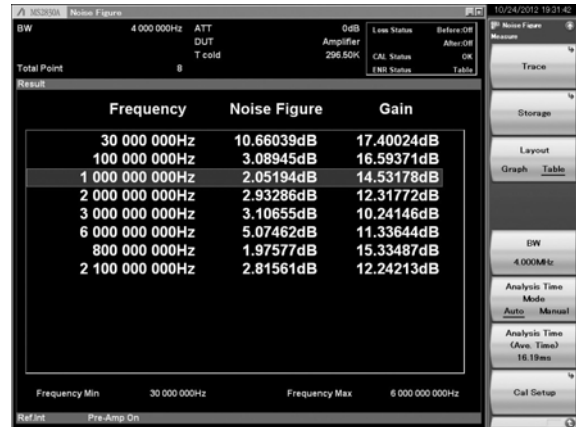 MS2850A Noise Figure
10/24/2012 19:31:42
BW 4 000 000Hz ATT 0dB
DUT Amplifier
T cold 296.50K
Total Point 8
Loss Status Before:Off
After:Off
CAL Status OK
ENR Status Table
Result
Frequency Noise Figure Gain
30 000 000Hz 10.66039dB 17.40024dB
100 000 000Hz 3.08945dB 16.59371dB
1 000 000 000Hz 2.05194dB 14.53178dB
2 000 000 000Hz 2.93286dB 12.31772dB
3 000 000 000Hz 3.10655dB 10.24146dB
6 000 000 000Hz 5.07462dB 11.33644dB
800 000 000Hz 1.97577dB 15.33487dB
2 100 000 000Hz 2.81561dB 12.24213dB
Frequency Min 30 000 000Hz Frequency Max 6 000 000 000Hz
Ref.Int Pre-Amp On
Noise Figure
Measure
Trace
Storage
Layout
Graph Table
BW
4.000MHz
Analysis Time
Mode
Auto Manual
Analysis Time
(Ave. Time)
16.19ms
Cal Setup